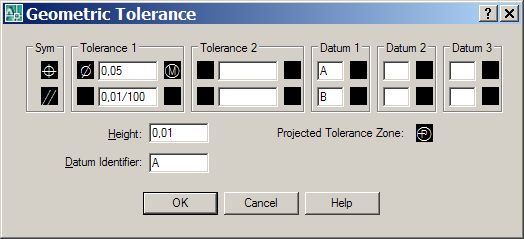 Geometric Tolerance
Sym Tolerance 1 Tolerance 2 Datum 1 Datum 2 Datum 3
⌖ ⌀ 0,05 Ⓜ A
// 0,01/100 B
Height: 0,01 Projected Tolerance Zone: Ⓟ
Datum Identifier: A
OK Cancel Help